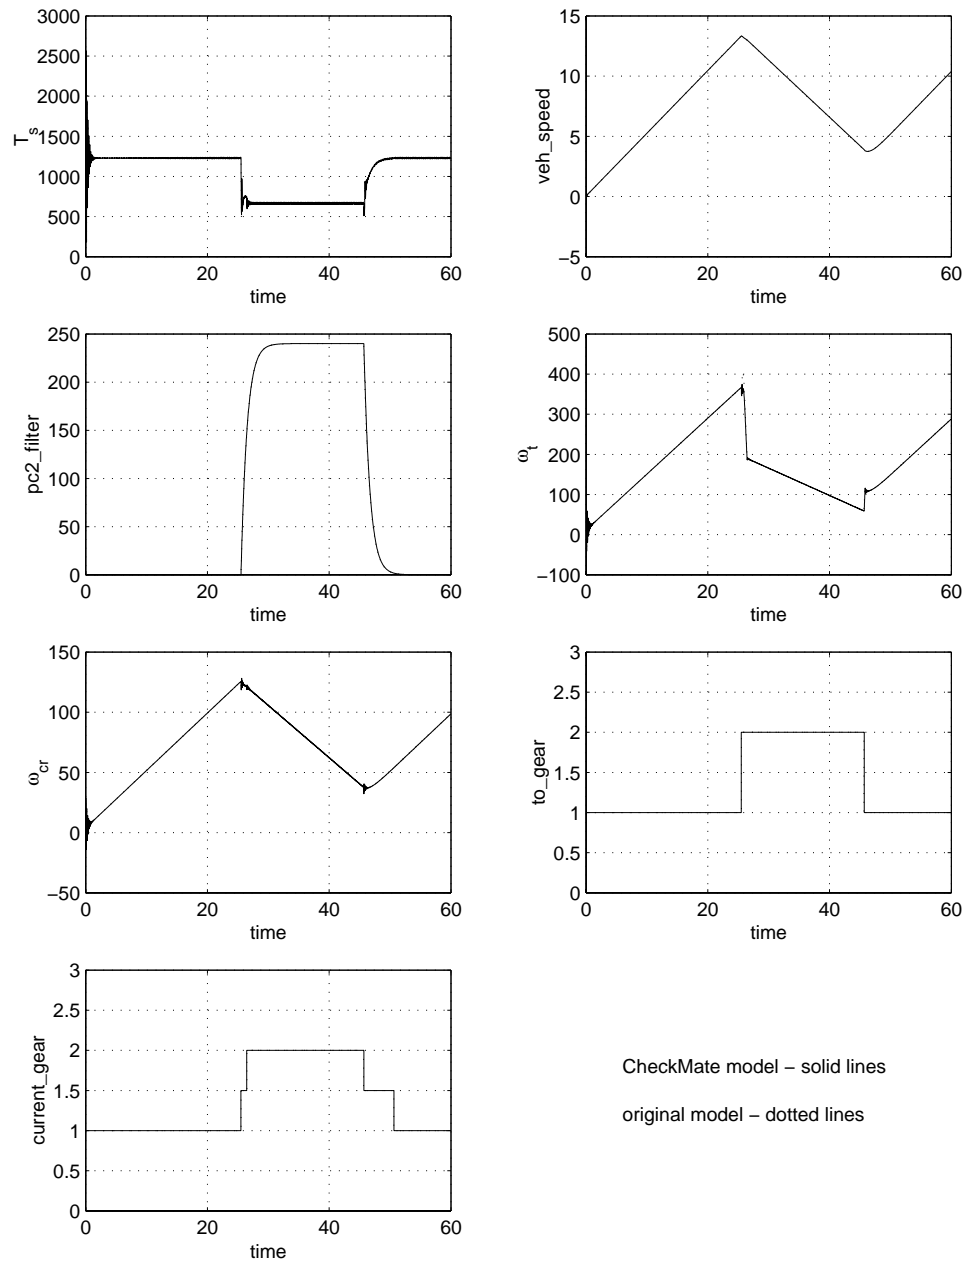 3000
2500
2000
1500
1000
500
0
T_s
0 20 40 60
time
15
10
5
0
−5
veh_speed
0 20 40 60
time
250
200
150
100
50
0
pc2_filter
0 20 40 60
time
500
400
300
200
100
0
−100
ω_t
0 20 40 60
time
150
100
50
0
−50
ω_cr
0 20 40 60
time
3
2.5
2
1.5
1
0.5
0
to_gear
0 20 40 60
time
3
2.5
2
1.5
1
0.5
0
current_gear
0 20 40 60
time
CheckMate model − solid lines
original model − dotted lines